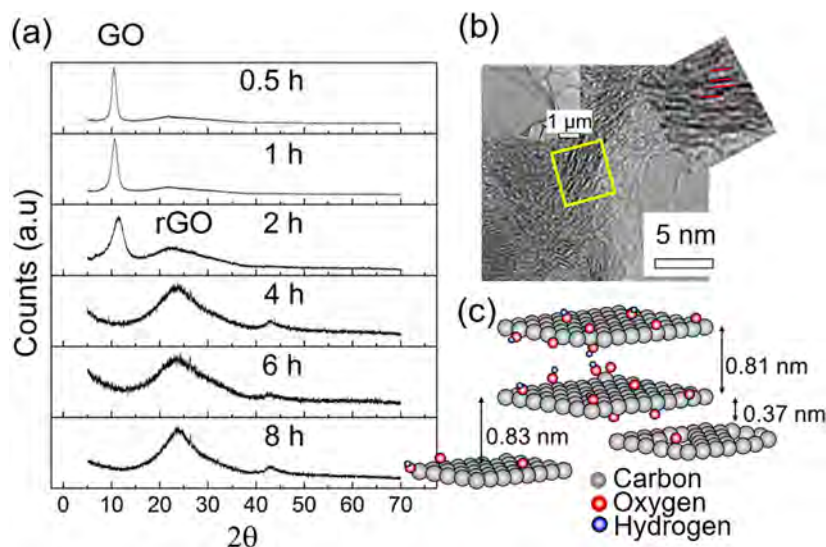 (a)
GO
0.5 h
1 h
rGO
2 h
4 h
6 h
8 h
Counts (a.u)
0 10 20 30 40 50 60 70
2θ
(b)
1 µm
5 nm
(c)
0.81 nm
0.37 nm
0.83 nm
Carbon
Oxygen
Hydrogen